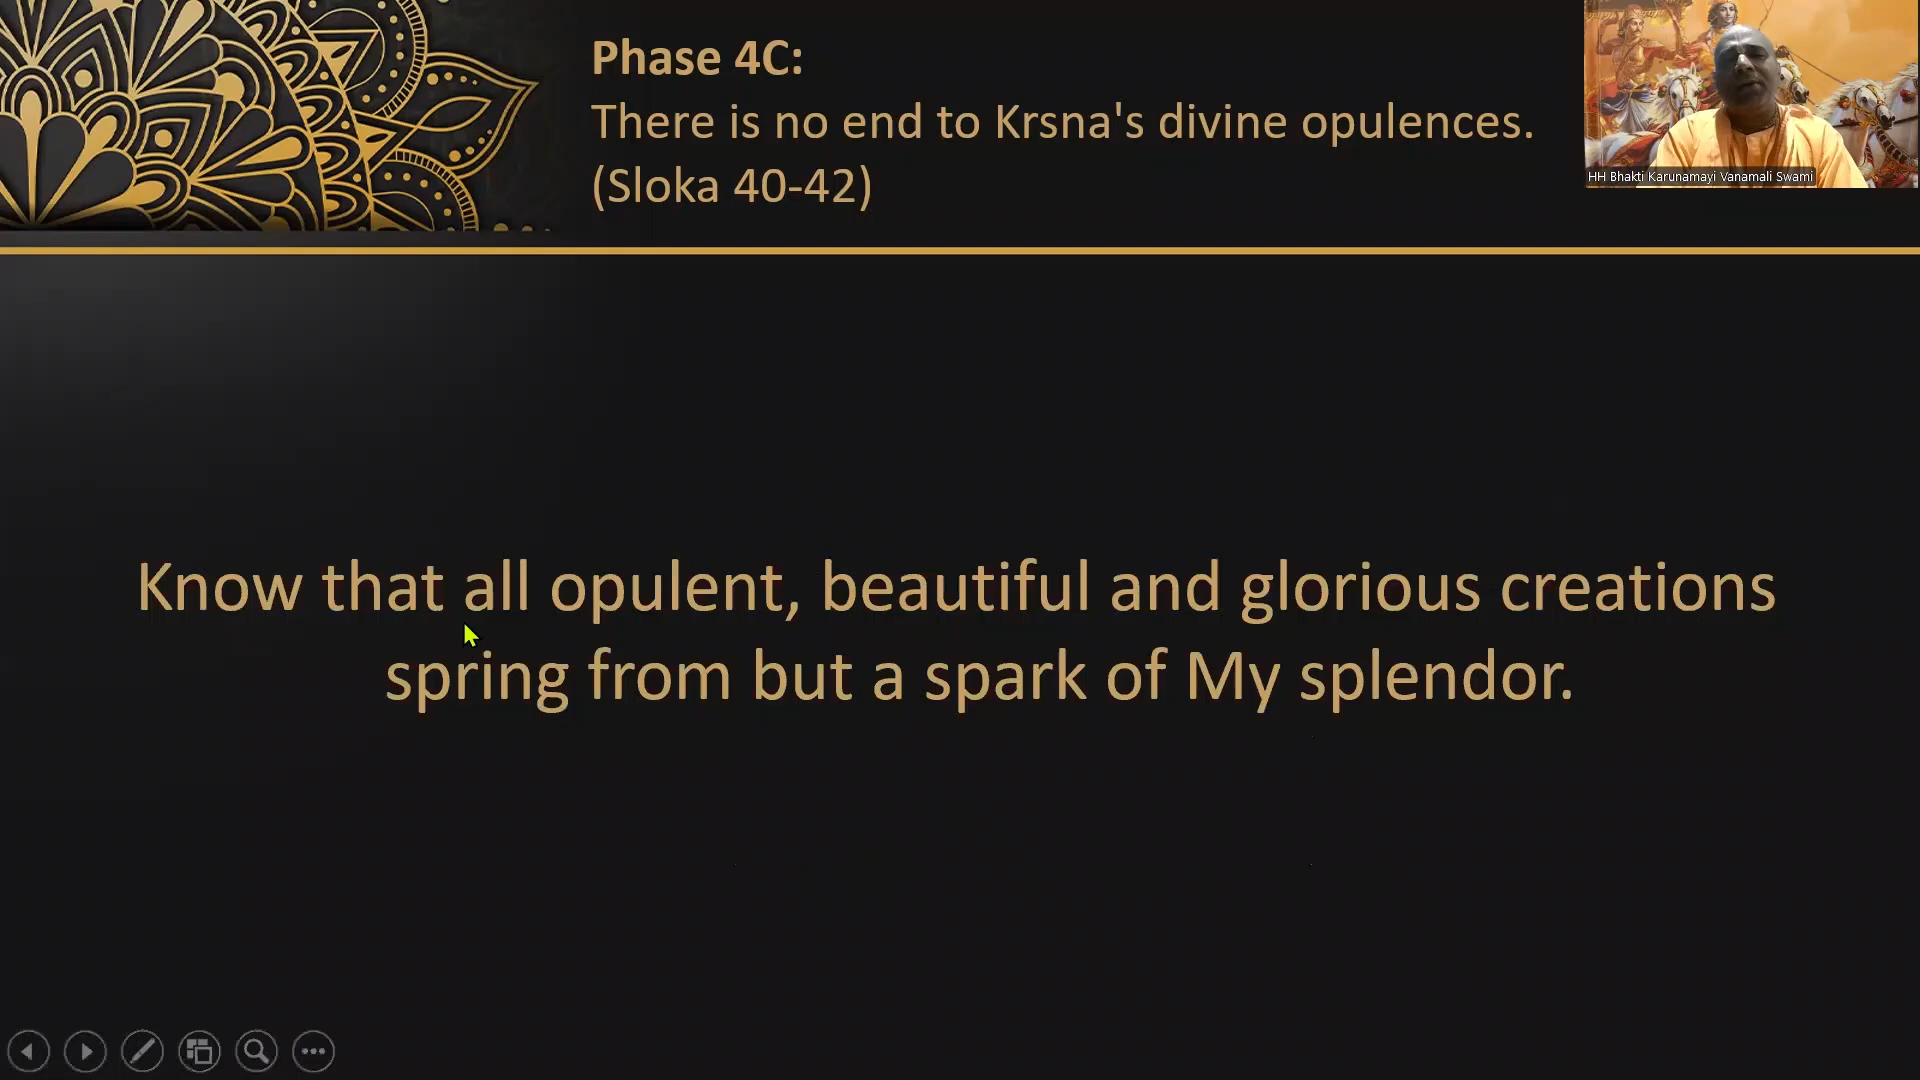 Phase 4C:
There is no end to Krsna's divine opulences.
(Sloka 40-42)
HH Bhakti Karunamayi Vanamali Swami
Know that all opulent, beautiful and glorious creations
spring from but a spark of My splendor.